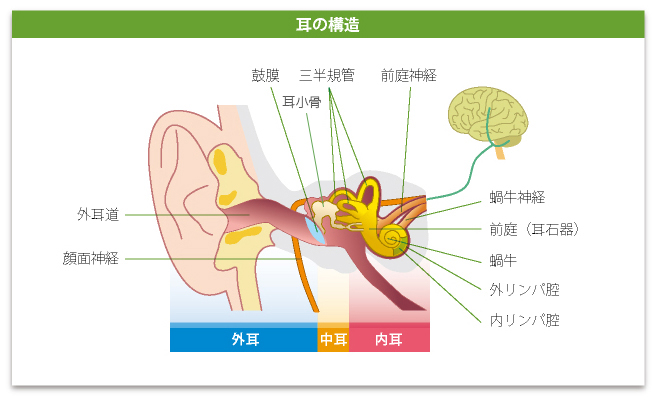 耳の構造
鼓膜
三半規管
前庭神経
耳小骨
蝸牛神経
外耳道
前庭（耳石器）
顔面神経
蝸牛
外リンパ腔
内リンパ腔
外耳
中耳
内耳